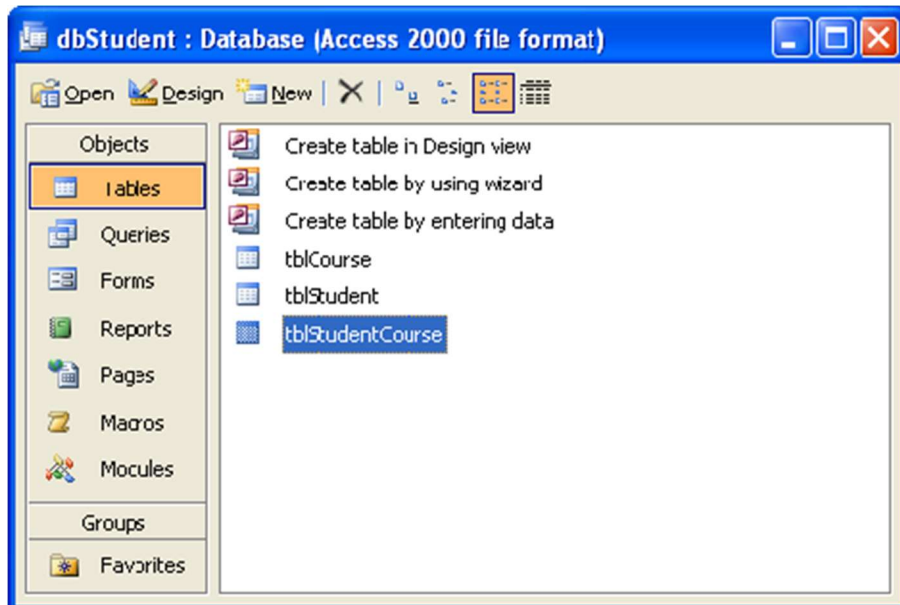 dbStudent : Database (Access 2000 file format)
Open Design New
Objects
Tables
Queries
Forms
Reports
Pages
Macros
Modules
Groups
Favorites
Create table in Design view
Create table by using wizard
Create table by entering data
tblCourse
tblStudent
tblStudentCourse